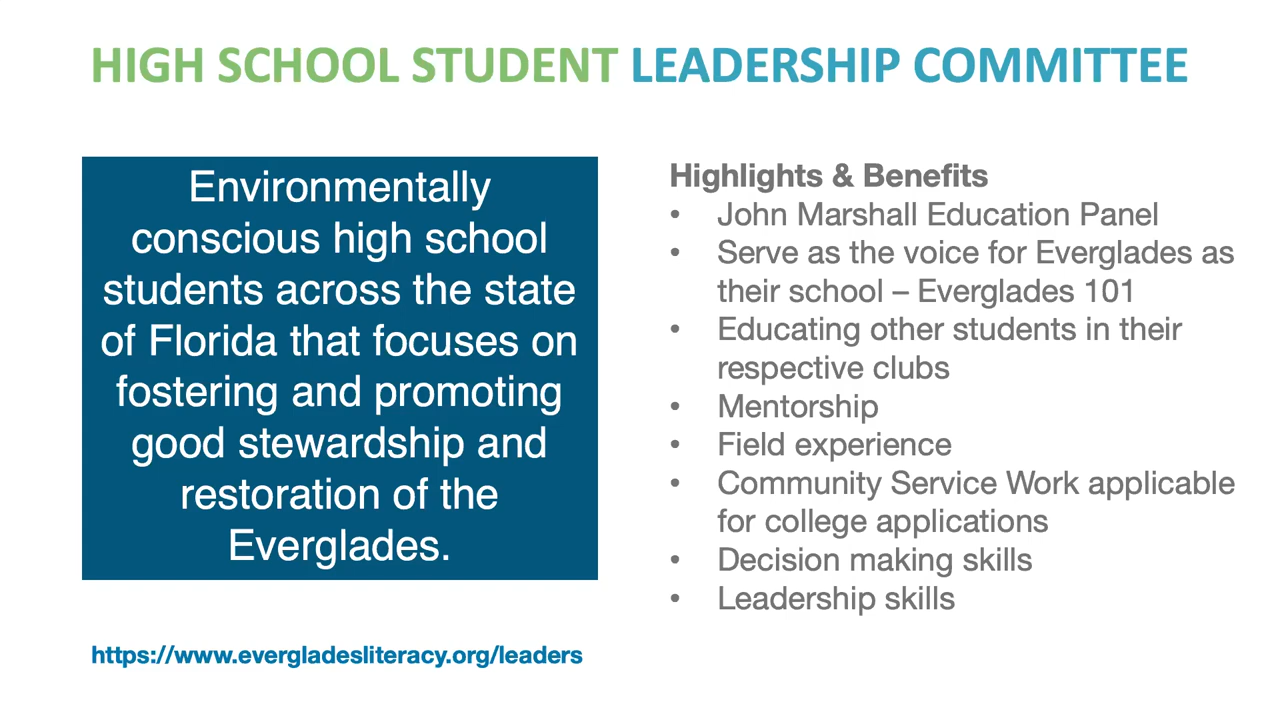 HIGH SCHOOL STUDENT LEADERSHIP COMMITTEE
Environmentally
conscious high school
students across the state
of Florida that focuses on
fostering and promoting
good stewardship and
restoration of the
Everglades.
https://www.evergladesliteracy.org/leaders
Highlights & Benefits
• John Marshall Education Panel
• Serve as the voice for Everglades as
their school – Everglades 101
• Educating other students in their
respective clubs
• Mentorship
• Field experience
• Community Service Work applicable
for college applications
• Decision making skills
• Leadership skills